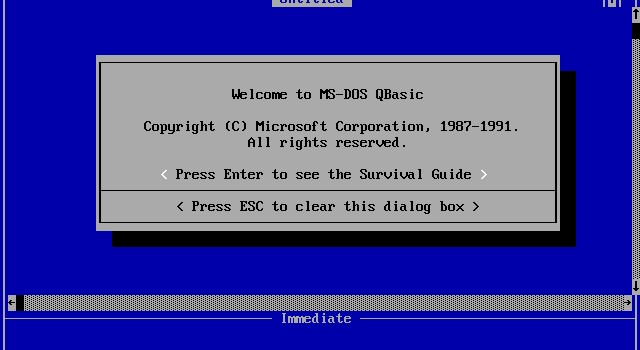 Untitled
Welcome to MS-DOS QBasic
Copyright (C) Microsoft Corporation, 1987-1991.
All rights reserved.
< Press Enter to see the Survival Guide >
< Press ESC to clear this dialog box >
Immediate